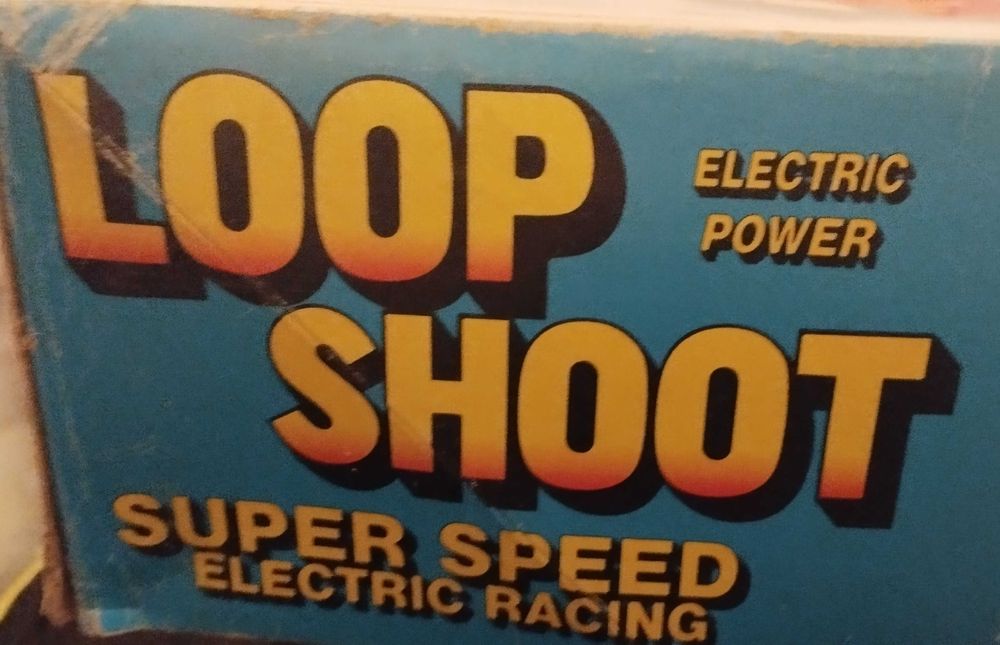 LOOP
SHOOT
ELECTRIC
POWER
SUPER SPEED
ELECTRIC RACING